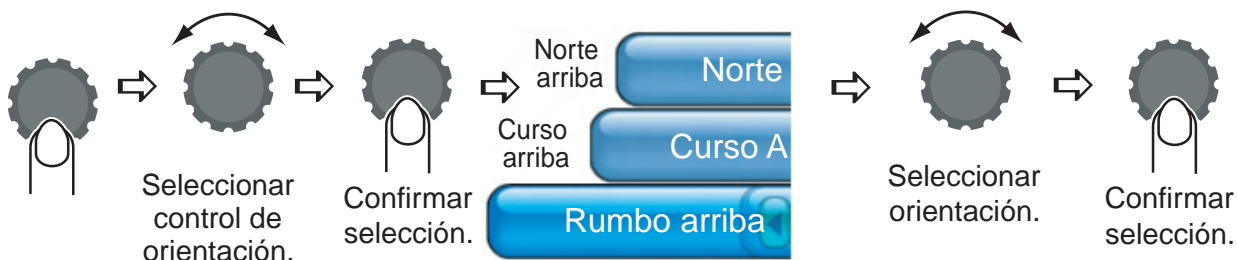 Seleccionar
control de
orientación.
Confirmar
selección.
Norte
arriba
Norte
Curso
arriba
Curso A
Rumbo arriba
Seleccionar
orientación.
Confirmar
selección.